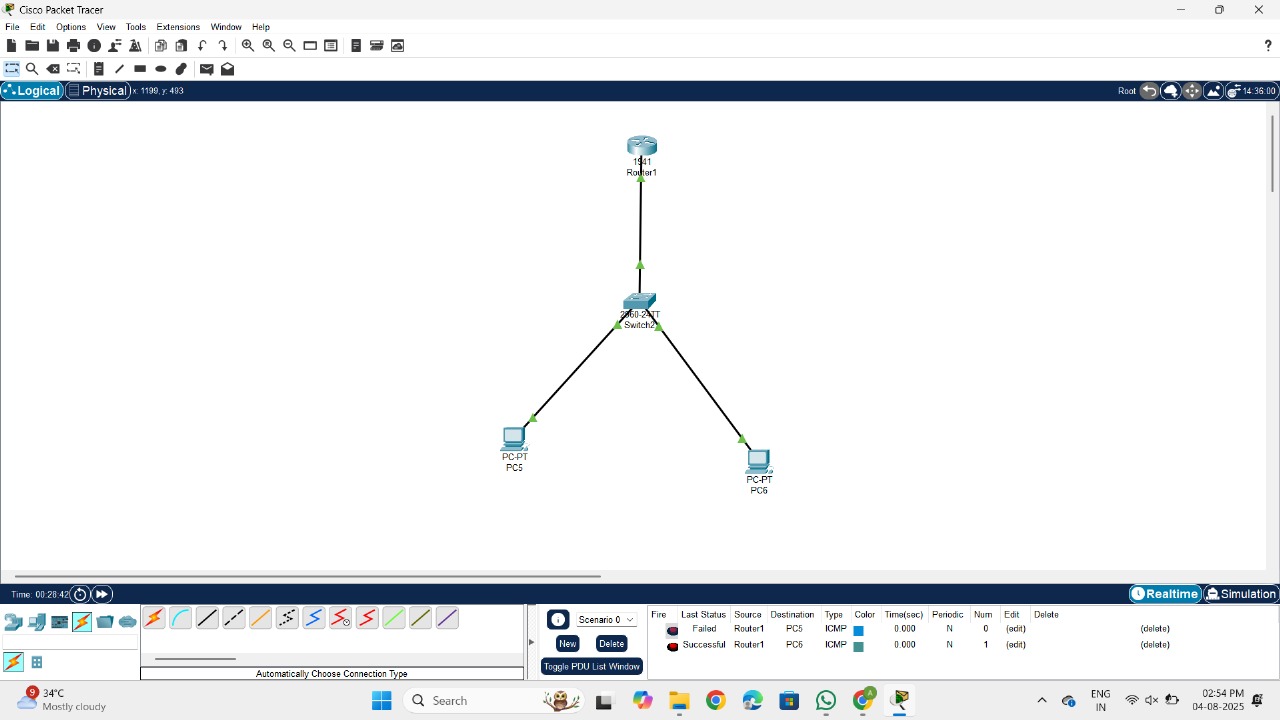 Cisco Packet Tracer
File Edit Options View Tools Extensions Window Help
?
Logical Physical x: 1199, y: 493 Root 14:36:00
1941
Router1
2960-24TT
Switch2
PC-PT
PC5
PC-PT
PC6
Time: 00:28:42 Realtime Simulation
Scenario 0
New Delete
Toggle PDU List Window
Automatically Choose Connection Type
Fire Last Status Source Destination Type Color Time(sec) Periodic Num Edit Delete
Failed Router1 PC5 ICMP 0.000 N 0 (edit) (delete)
Successful Router1 PC6 ICMP 0.000 N 1 (edit) (delete)
9
34°C
Mostly cloudy
Search
A
ENG
IN
02:59 PM
04-08-2025